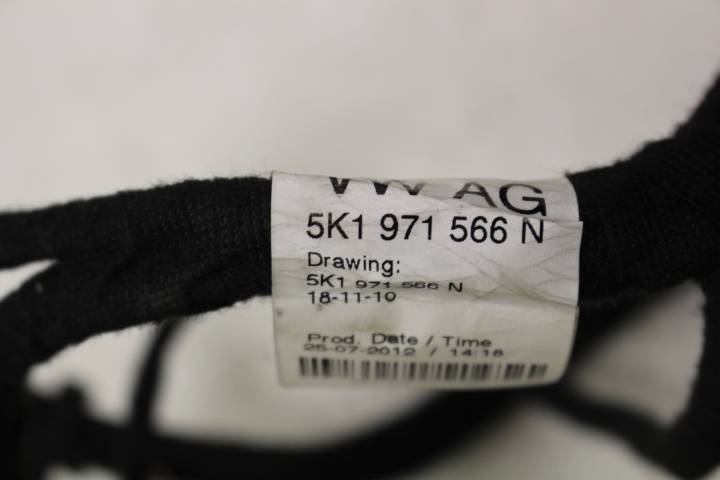 VW AG
5K1 971 566 N
Drawing:
5K1 971 566 N
18-11-10
Prod. Date / Time
25-07-2012 / 14:18